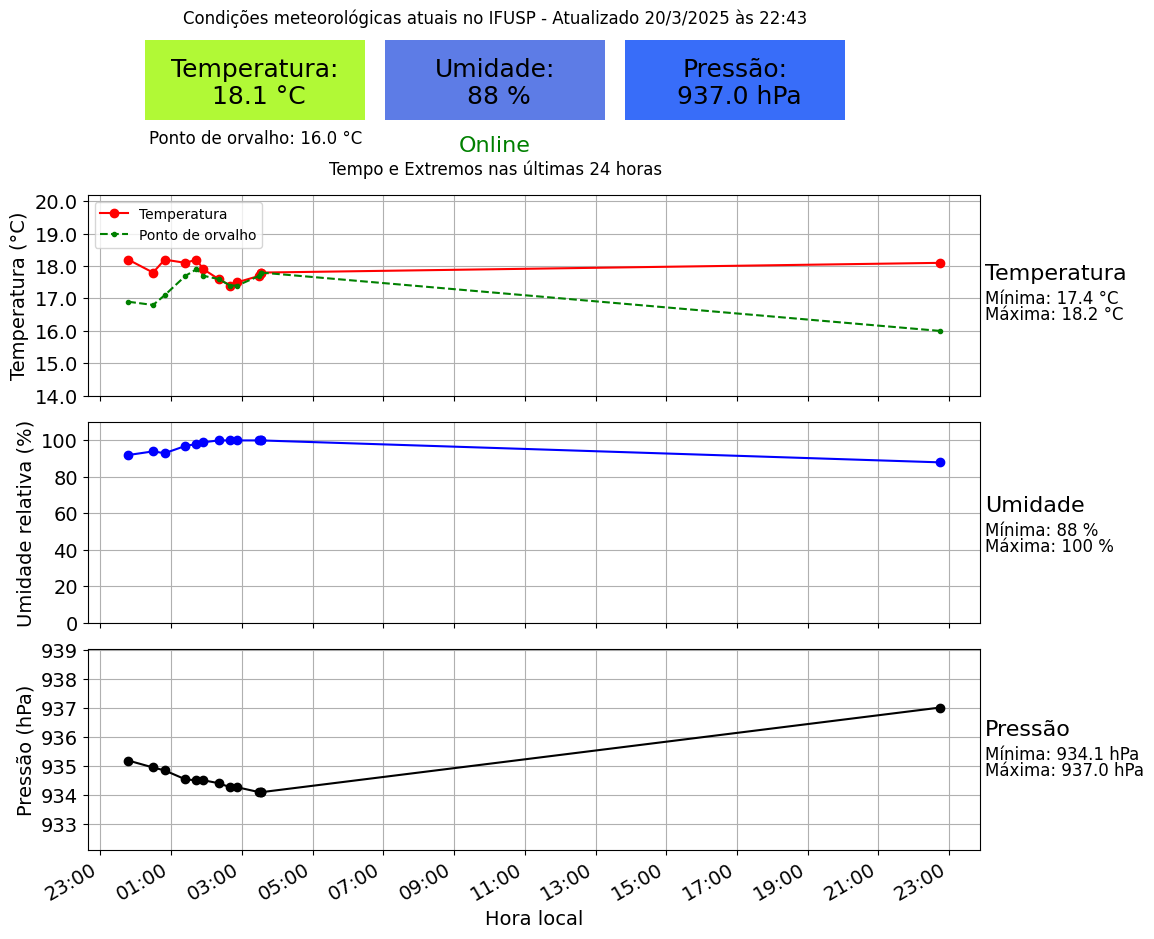 Condições meteorológicas atuais no IFUSP - Atualizado 20/3/2025 às 22:43
Temperatura:
18.1 °C
Umidade:
88 %
Pressão:
937.0 hPa
Ponto de orvalho: 16.0 °C
Online
Tempo e Extremos nas últimas 24 horas
Temperatura (°C)
20.0
19.0
18.0
17.0
16.0
15.0
14.0
Temperatura
Ponto de orvalho
Temperatura
Mínima: 17.4 °C
Máxima: 18.2 °C
Umidade relativa (%)
100
80
60
40
20
0
Umidade
Mínima: 88 %
Máxima: 100 %
Pressão (hPa)
939
938
937
936
935
934
933
Pressão
Mínima: 934.1 hPa
Máxima: 937.0 hPa
23:00 01:00 03:00 05:00 07:00 09:00 11:00 13:00 15:00 17:00 19:00 21:00 23:00
Hora local